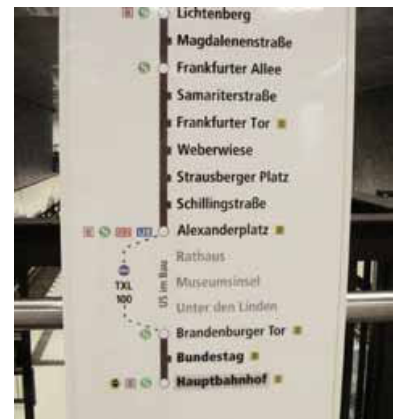 Lichtenberg
Magdalenenstraße
Frankfurter Allee
Samariterstraße
Frankfurter Tor
Weberwiese
Strausberger Platz
Schillingstraße
Alexanderplatz
Rathaus
TXL
100
U5 im Bau
Museumsinsel
Unter den Linden
Brandenburger Tor
Bundestag
Hauptbahnhof